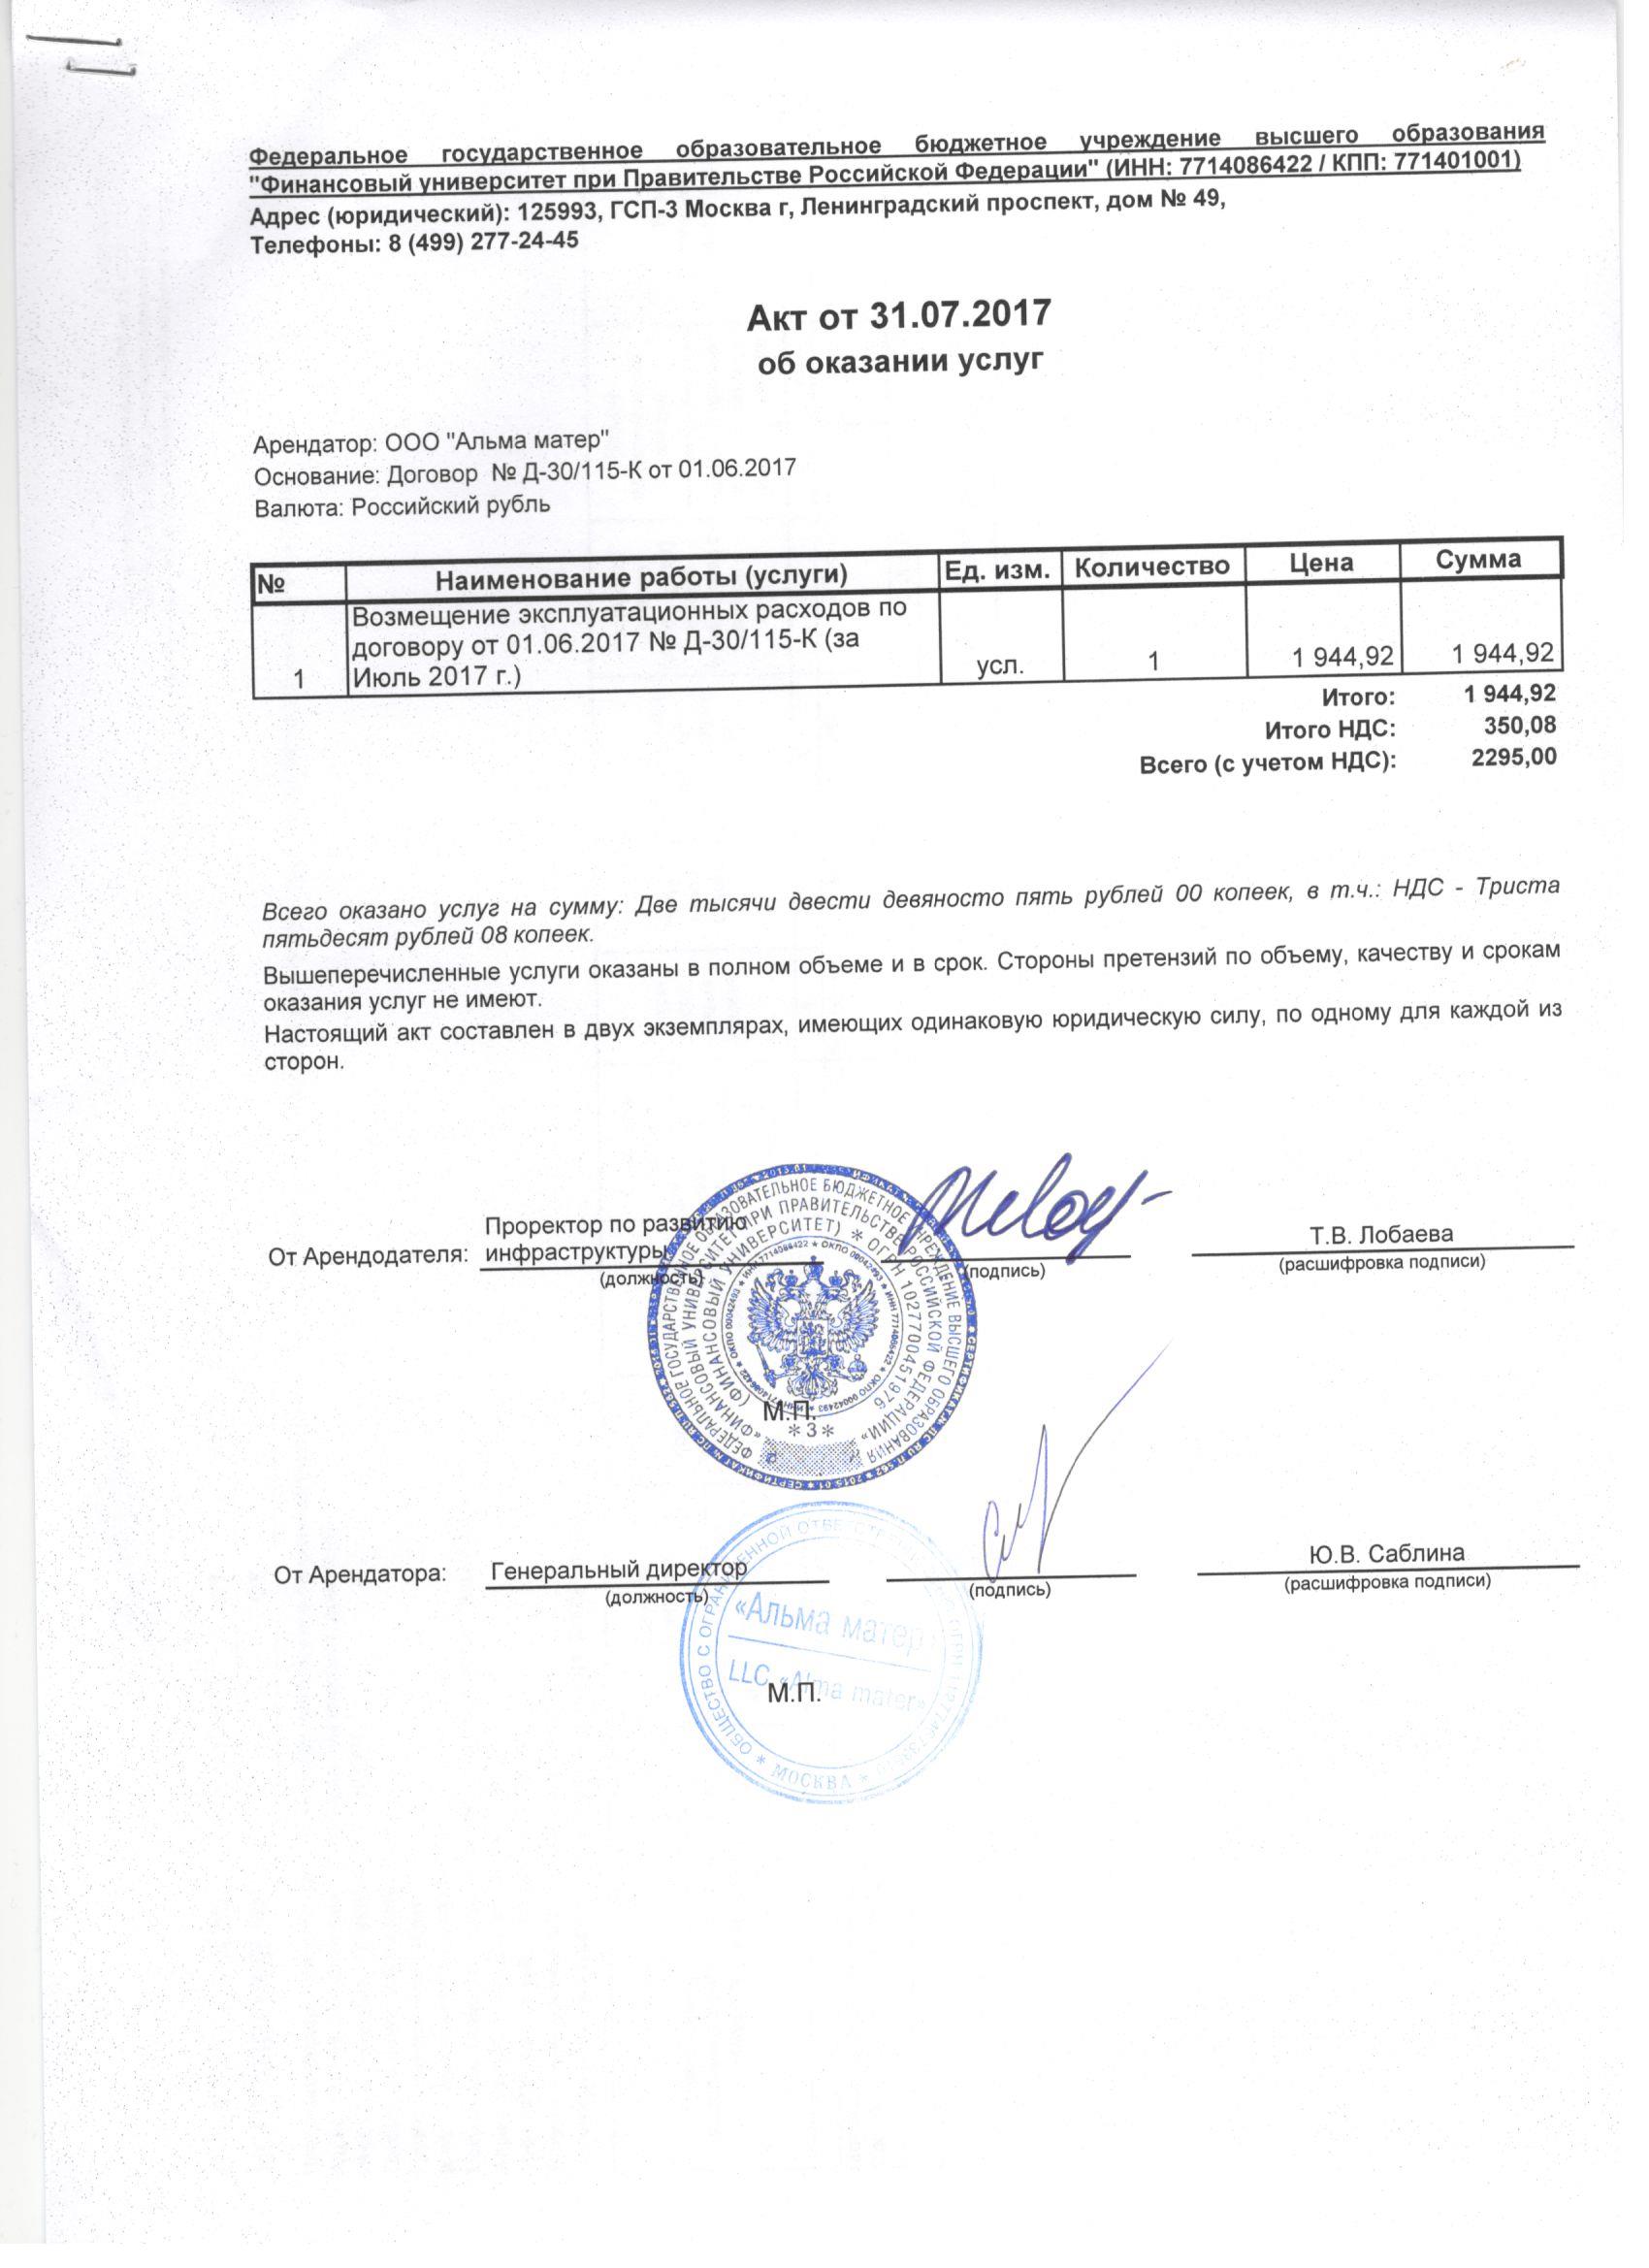 Федеральное государственное образовательное бюджетное учреждение высшего образования
"Финансовый университет при Правительстве Российской Федерации" (ИНН: 7714086422 / КПП: 771401001)
Адрес (юридический): 125993, ГСП-3 Москва г, Ленинградский проспект, дом № 49,
Телефоны: 8 (499) 277-24-45
Акт от 31.07.2017
об оказании услуг
Арендатор: ООО "Альма матер"
Основание: Договор № Д-30/115-К от 01.06.2017
Валюта: Российский рубль
№ Наименование работы (услуги) Ед. изм. Количество Цена Сумма
Возмещение эксплуатационных расходов по
договору от 01.06.2017 № Д-30/115-К (за
1 Июль 2017 г.) усл. 1 1 944,92 1 944,92
Итого: 1 944,92
Итого НДС: 350,08
Всего (с учетом НДС): 2295,00
Всего оказано услуг на сумму: Две тысячи двести девяносто пять рублей 00 копеек, в т.ч.: НДС - Триста
пятьдесят рублей 08 копеек.
Вышеперечисленные услуги оказаны в полном объеме и в срок. Стороны претензий по объему, качеству и срокам
оказания услуг не имеют.
Настоящий акт составлен в двух экземплярах, имеющих одинаковую юридическую силу, по одному для каждой из
сторон.
Проректор по развитию
От Арендодателя: инфраструктуры Т.В. Лобаева
(должность) (подпись) (расшифровка подписи)
ФЕДЕРАЛЬНОЕ ГОСУДАРСТВЕННОЕ ОБРАЗОВАТЕЛЬНОЕ БЮДЖЕТНОЕ УЧРЕЖДЕНИЕ ВЫСШЕГО ОБРАЗОВАНИЯ
«ФИНАНСОВЫЙ УНИВЕРСИТЕТ ПРИ ПРАВИТЕЛЬСТВЕ РОССИЙСКОЙ ФЕДЕРАЦИИ»
(ФИНАНСОВЫЙ УНИВЕРСИТЕТ) * ОГРН 1027700451976
М.П.
*3*
От Арендатора: Генеральный директор Ю.В. Саблина
(должность) (подпись) (расшифровка подписи)
ОБЩЕСТВО С ОГРАНИЧЕННОЙ
«Альма матер
LLC «Alma mater»
М.П.
* МОСКВА *